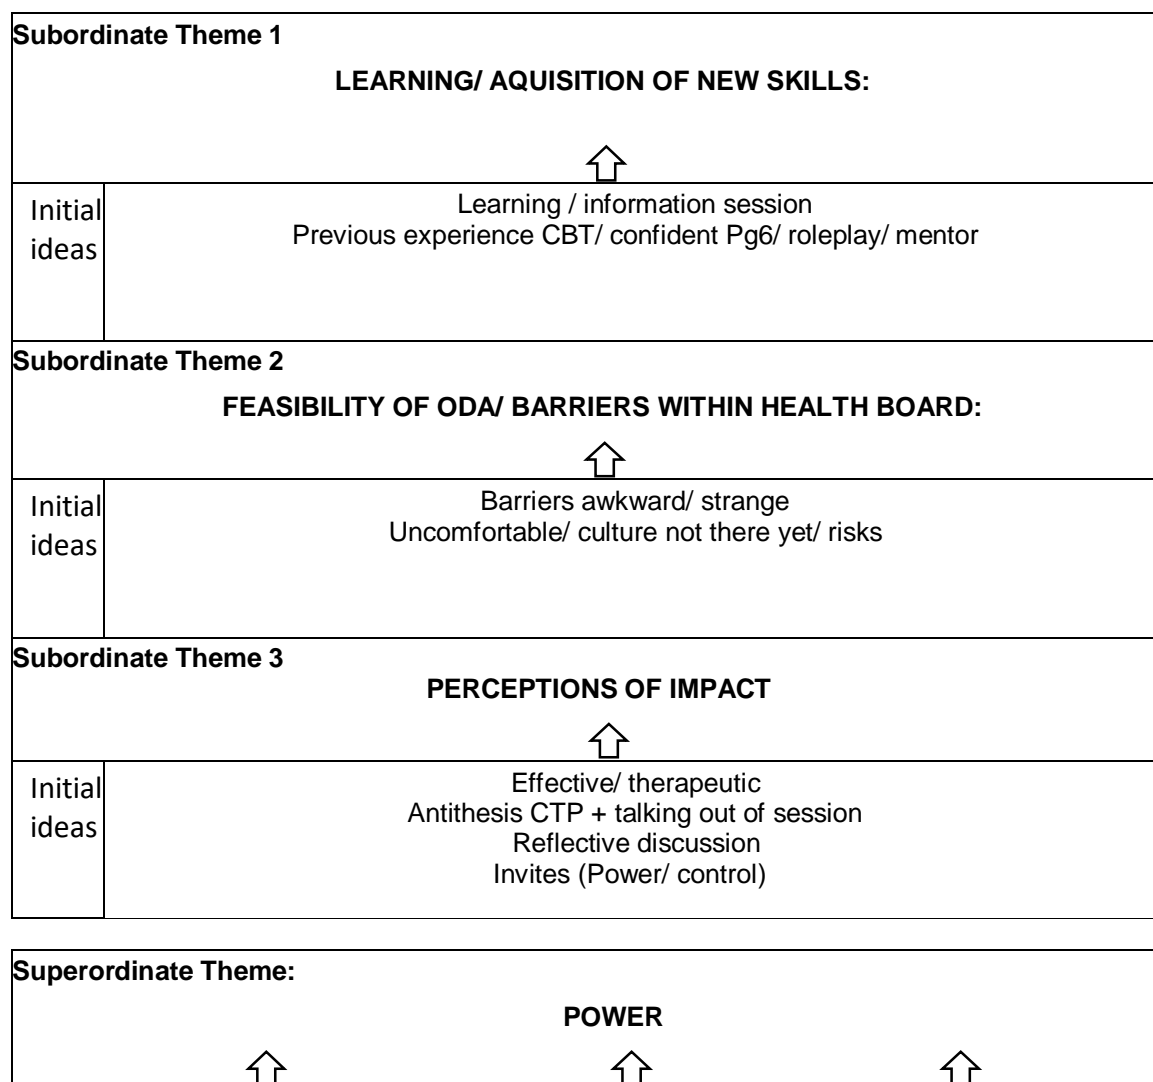 Subordinate Theme 1
LEARNING/ AQUISITION OF NEW SKILLS:
Initial
ideas
Learning / information session
Previous experience CBT/ confident Pg6/ roleplay/ mentor
Subordinate Theme 2
FEASIBILITY OF ODA/ BARRIERS WITHIN HEALTH BOARD:
Initial
ideas
Barriers awkward/ strange
Uncomfortable/ culture not there yet/ risks
Subordinate Theme 3
PERCEPTIONS OF IMPACT
Initial
ideas
Effective/ therapeutic
Antithesis CTP + talking out of session
Reflective discussion
Invites (Power/ control)
Superordinate Theme:
POWER